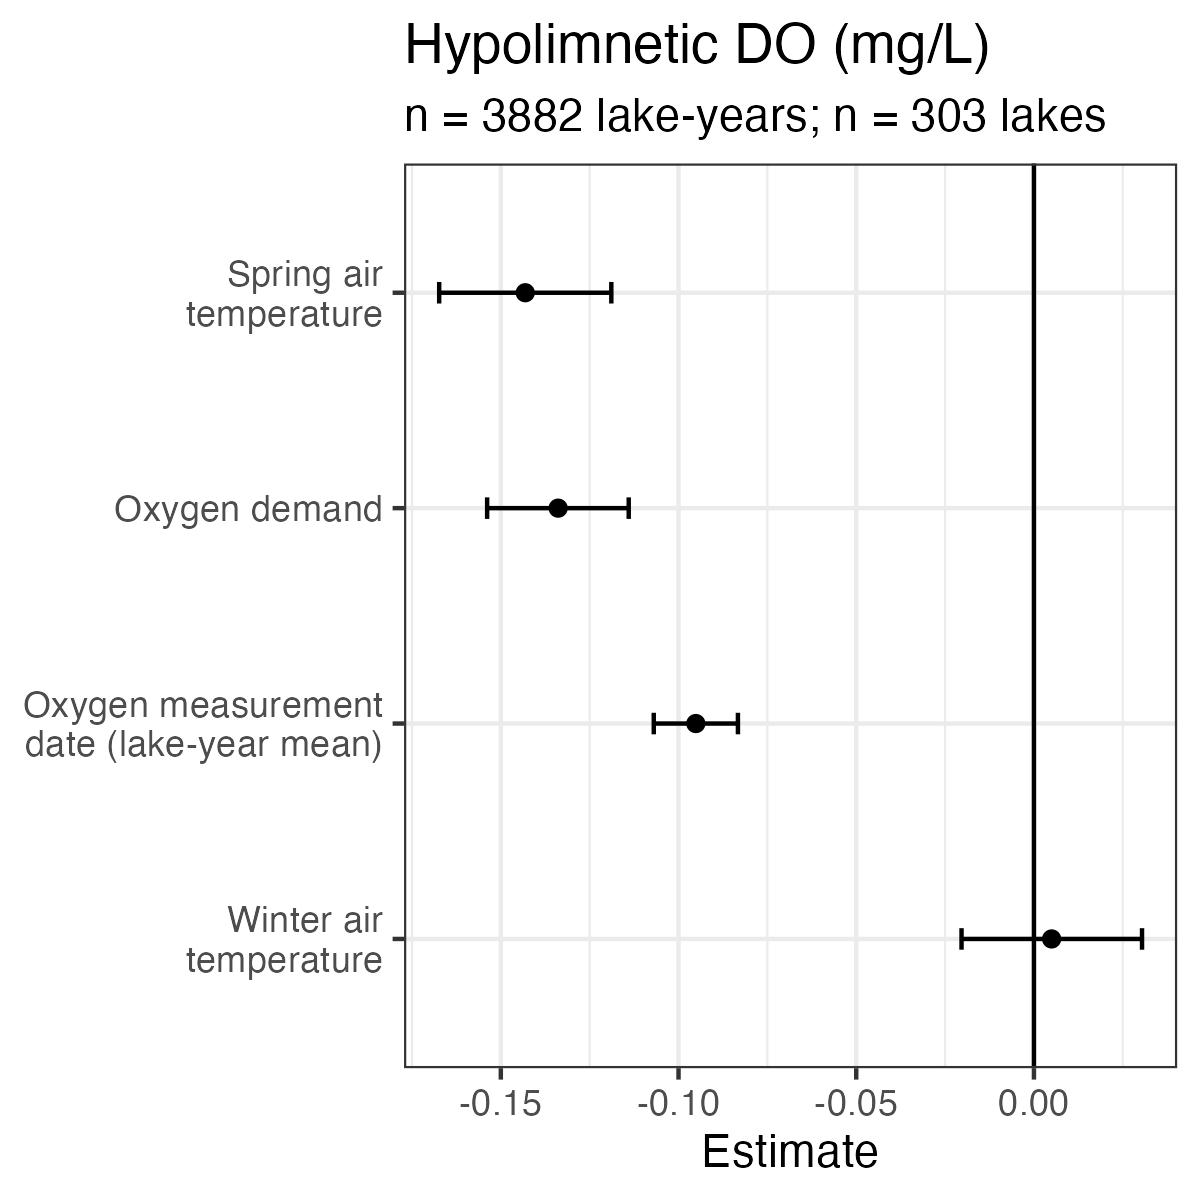 Hypolimnetic DO (mg/L)
n = 3882 lake-years; n = 303 lakes
Spring air
temperature
Oxygen demand
Oxygen measurement
date (lake-year mean)
Winter air
temperature
-0.15
-0.10
-0.05
0.00
Estimate